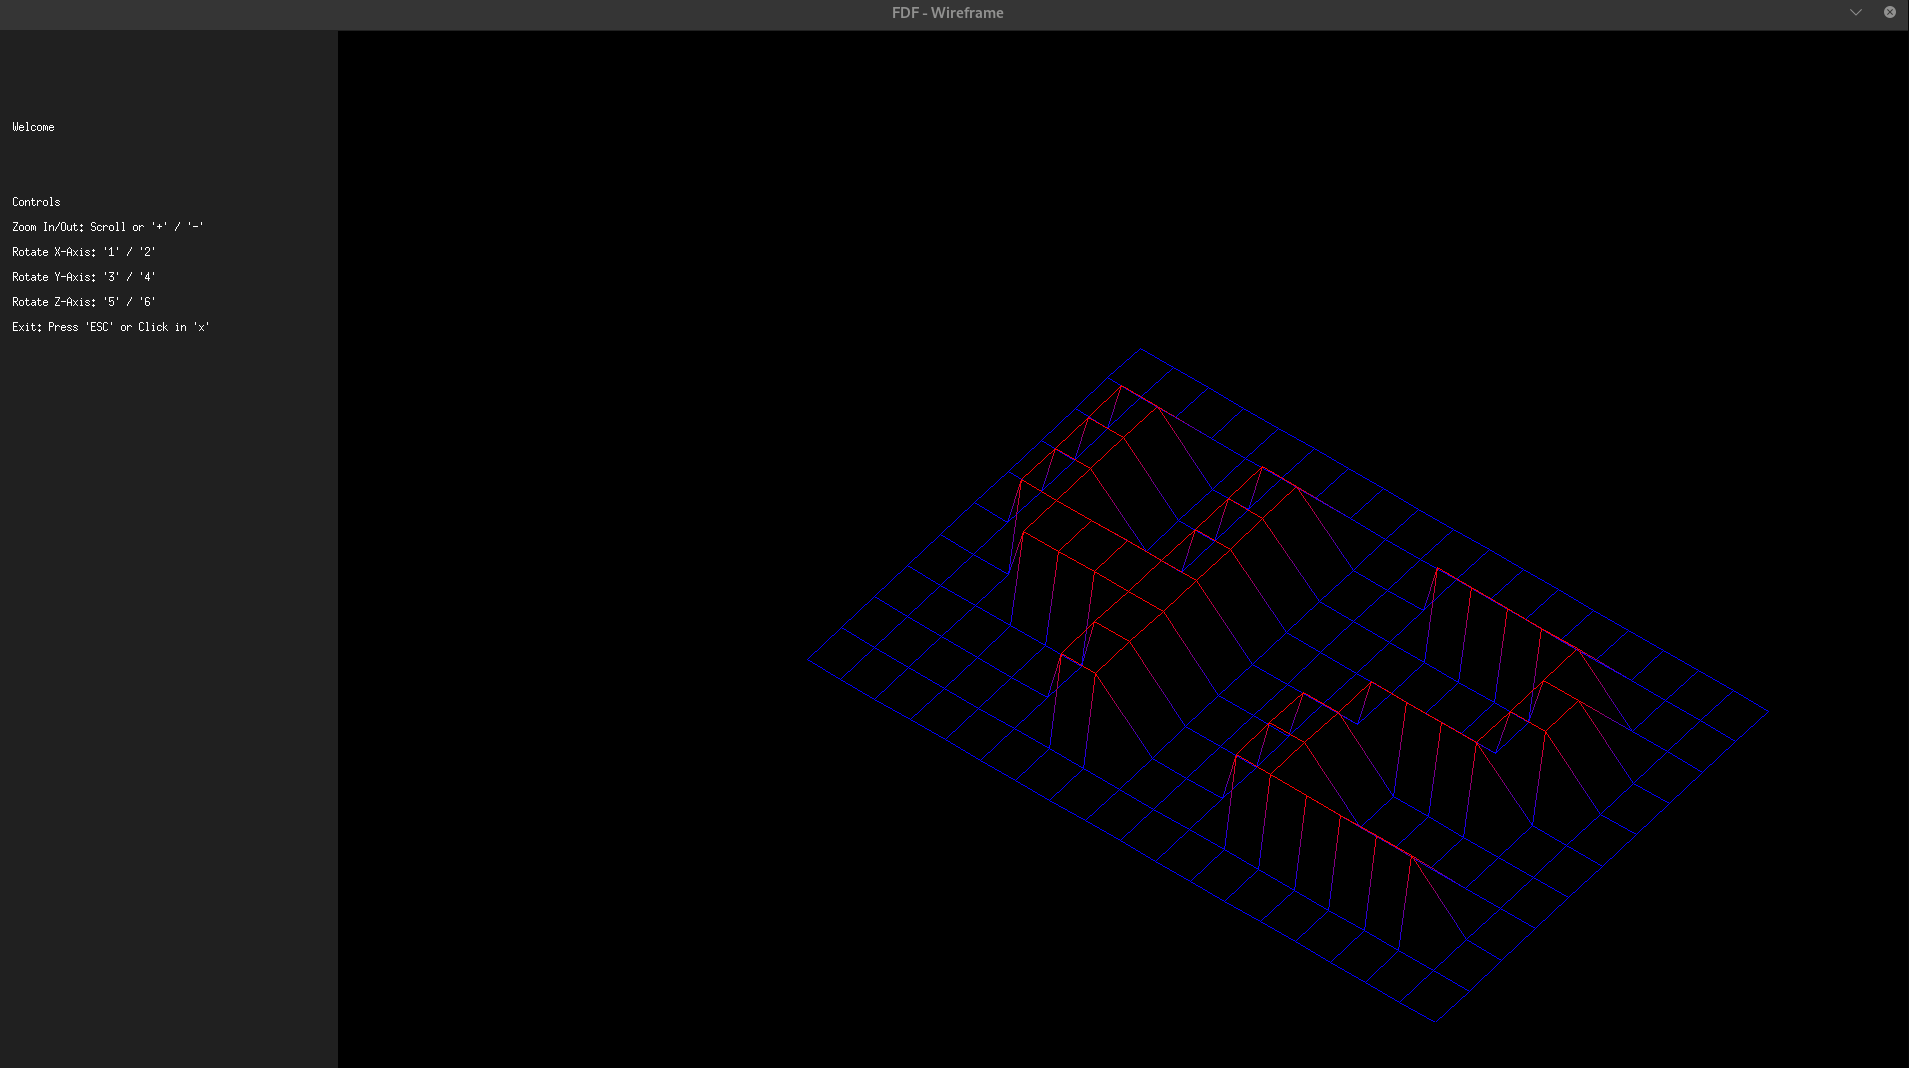 FDF - Wireframe
Welcome
Controls
Zoom In/Out: Scroll or '+' / '-'
Rotate X-Axis: '1' / '2'
Rotate Y-Axis: '3' / '4'
Rotate Z-Axis: '5' / '6'
Exit: Press 'ESC' or Click in 'x'
42